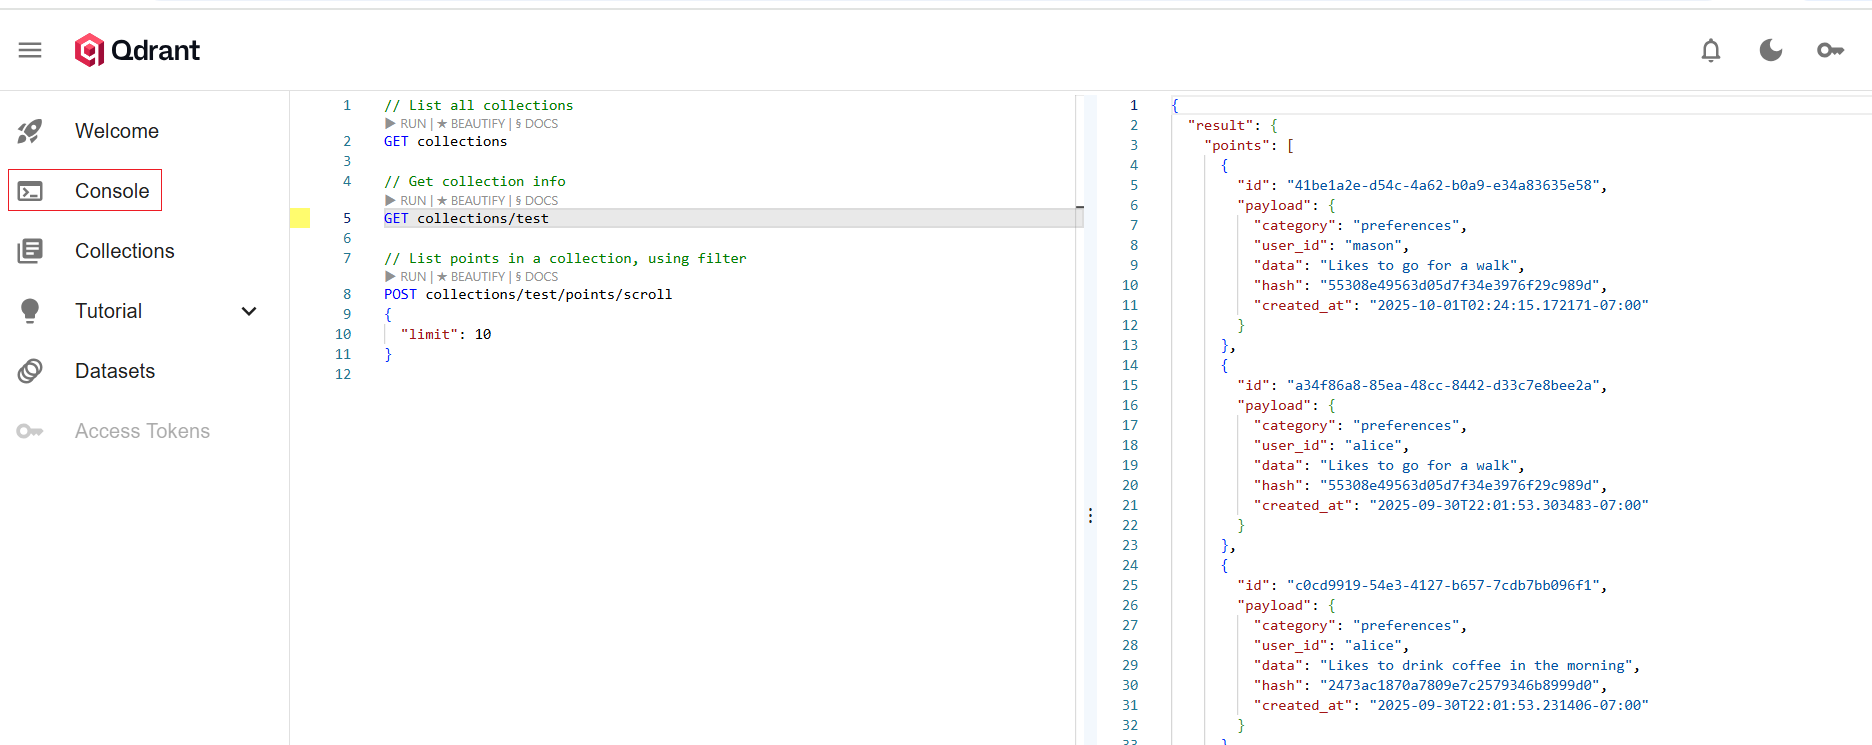 Qdrant
Welcome
Console
Collections
Tutorial
Datasets
Access Tokens
1 // List all collections
▶ RUN | ★ BEAUTIFY | § DOCS
2 GET collections
3
4 // Get collection info
▶ RUN | ★ BEAUTIFY | § DOCS
5 GET collections/test
6
7 // List points in a collection, using filter
▶ RUN | ★ BEAUTIFY | § DOCS
8 POST collections/test/points/scroll
9 {
10 "limit": 10
11 }
12
1 {
2 "result": {
3 "points": [
4 {
5 "id": "41be1a2e-d54c-4a62-b0a9-e34a83635e58",
6 "payload": {
7 "category": "preferences",
8 "user_id": "mason",
9 "data": "Likes to go for a walk",
10 "hash": "55308e49563d05d7f34e3976f29c989d",
11 "created_at": "2025-10-01T02:24:15.172171-07:00"
12 }
13 },
14 {
15 "id": "a34f86a8-85ea-48cc-8442-d33c7e8bee2a",
16 "payload": {
17 "category": "preferences",
18 "user_id": "alice",
19 "data": "Likes to go for a walk",
20 "hash": "55308e49563d05d7f34e3976f29c989d",
21 "created_at": "2025-09-30T22:01:53.303483-07:00"
22 }
23 },
24 {
25 "id": "c0cd9919-54e3-4127-b657-7cdb7bb096f1",
26 "payload": {
27 "category": "preferences",
28 "user_id": "alice",
29 "data": "Likes to drink coffee in the morning",
30 "hash": "2473ac1870a7809e7c2579346b8999d0",
31 "created_at": "2025-09-30T22:01:53.231406-07:00"
32 }